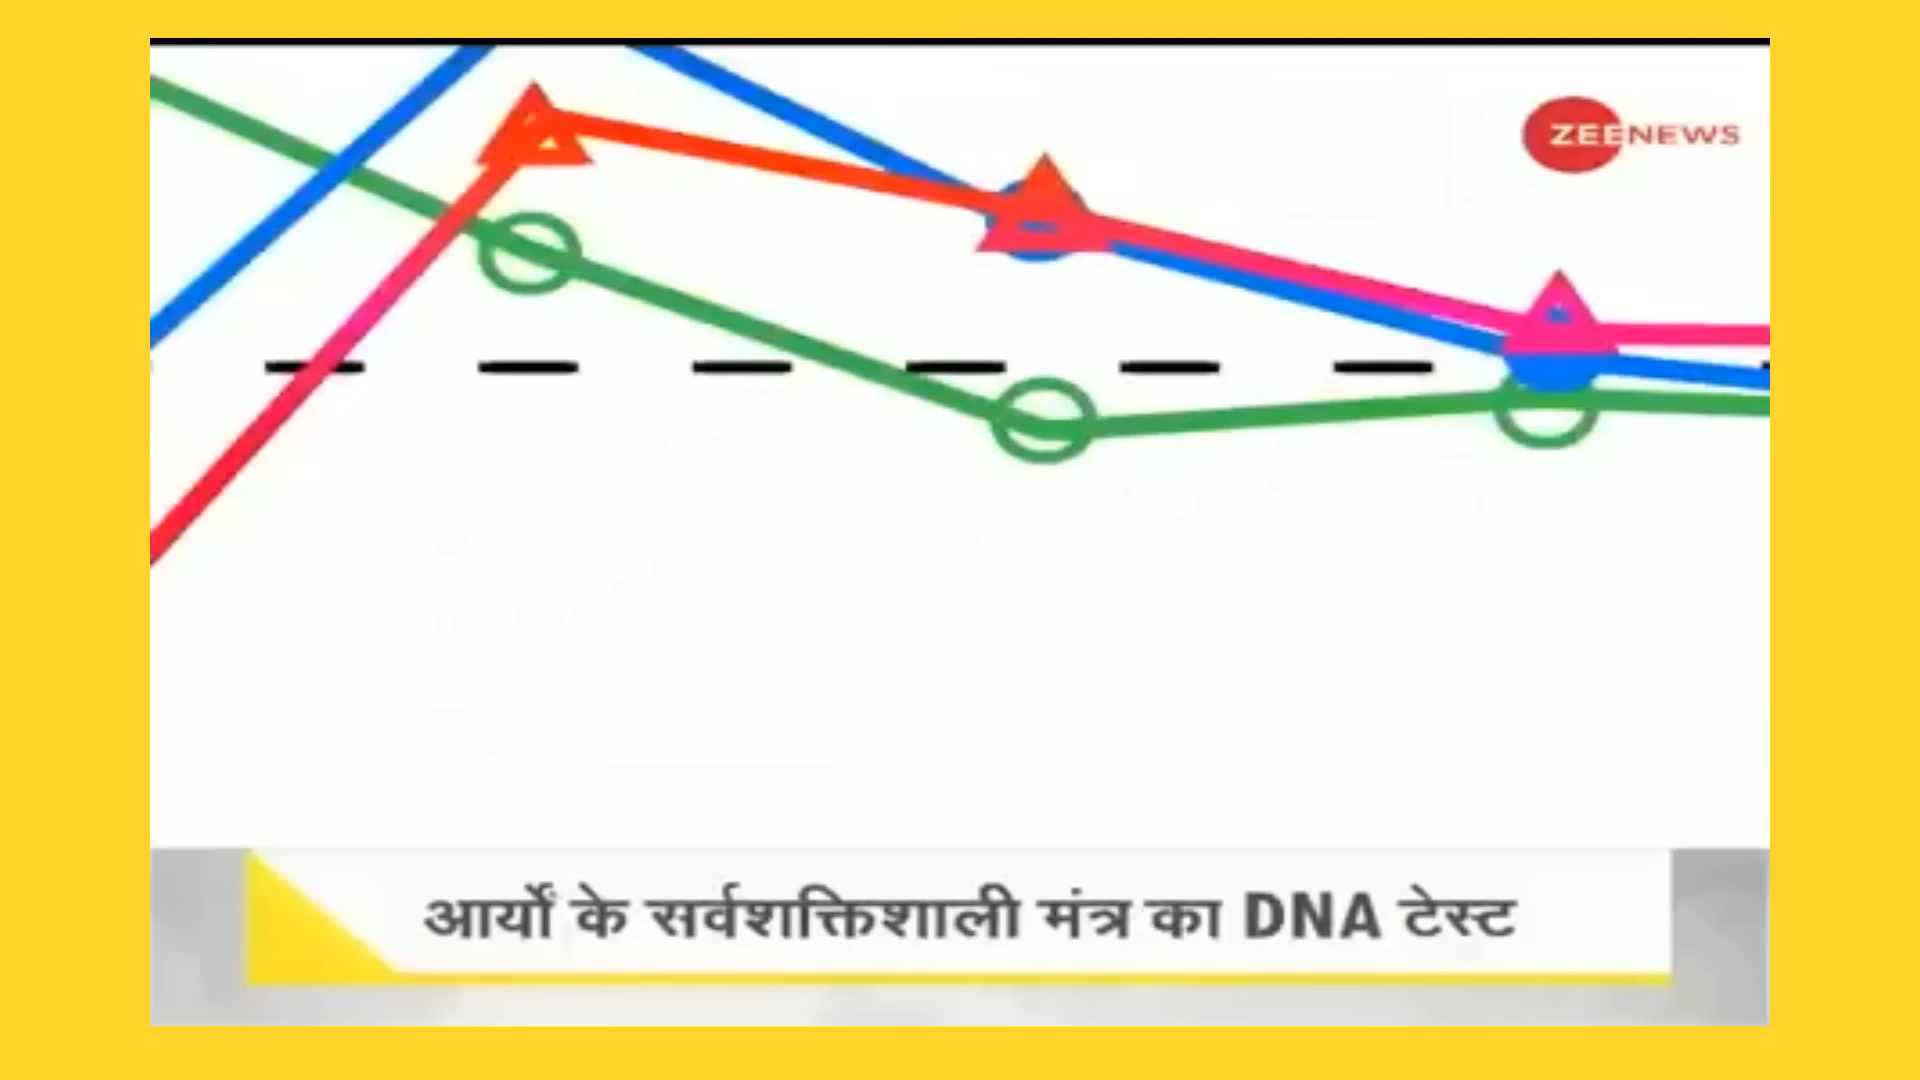 ZEENEWS
आर्यों के सर्वशक्तिशाली मंत्र का DNA टेस्ट